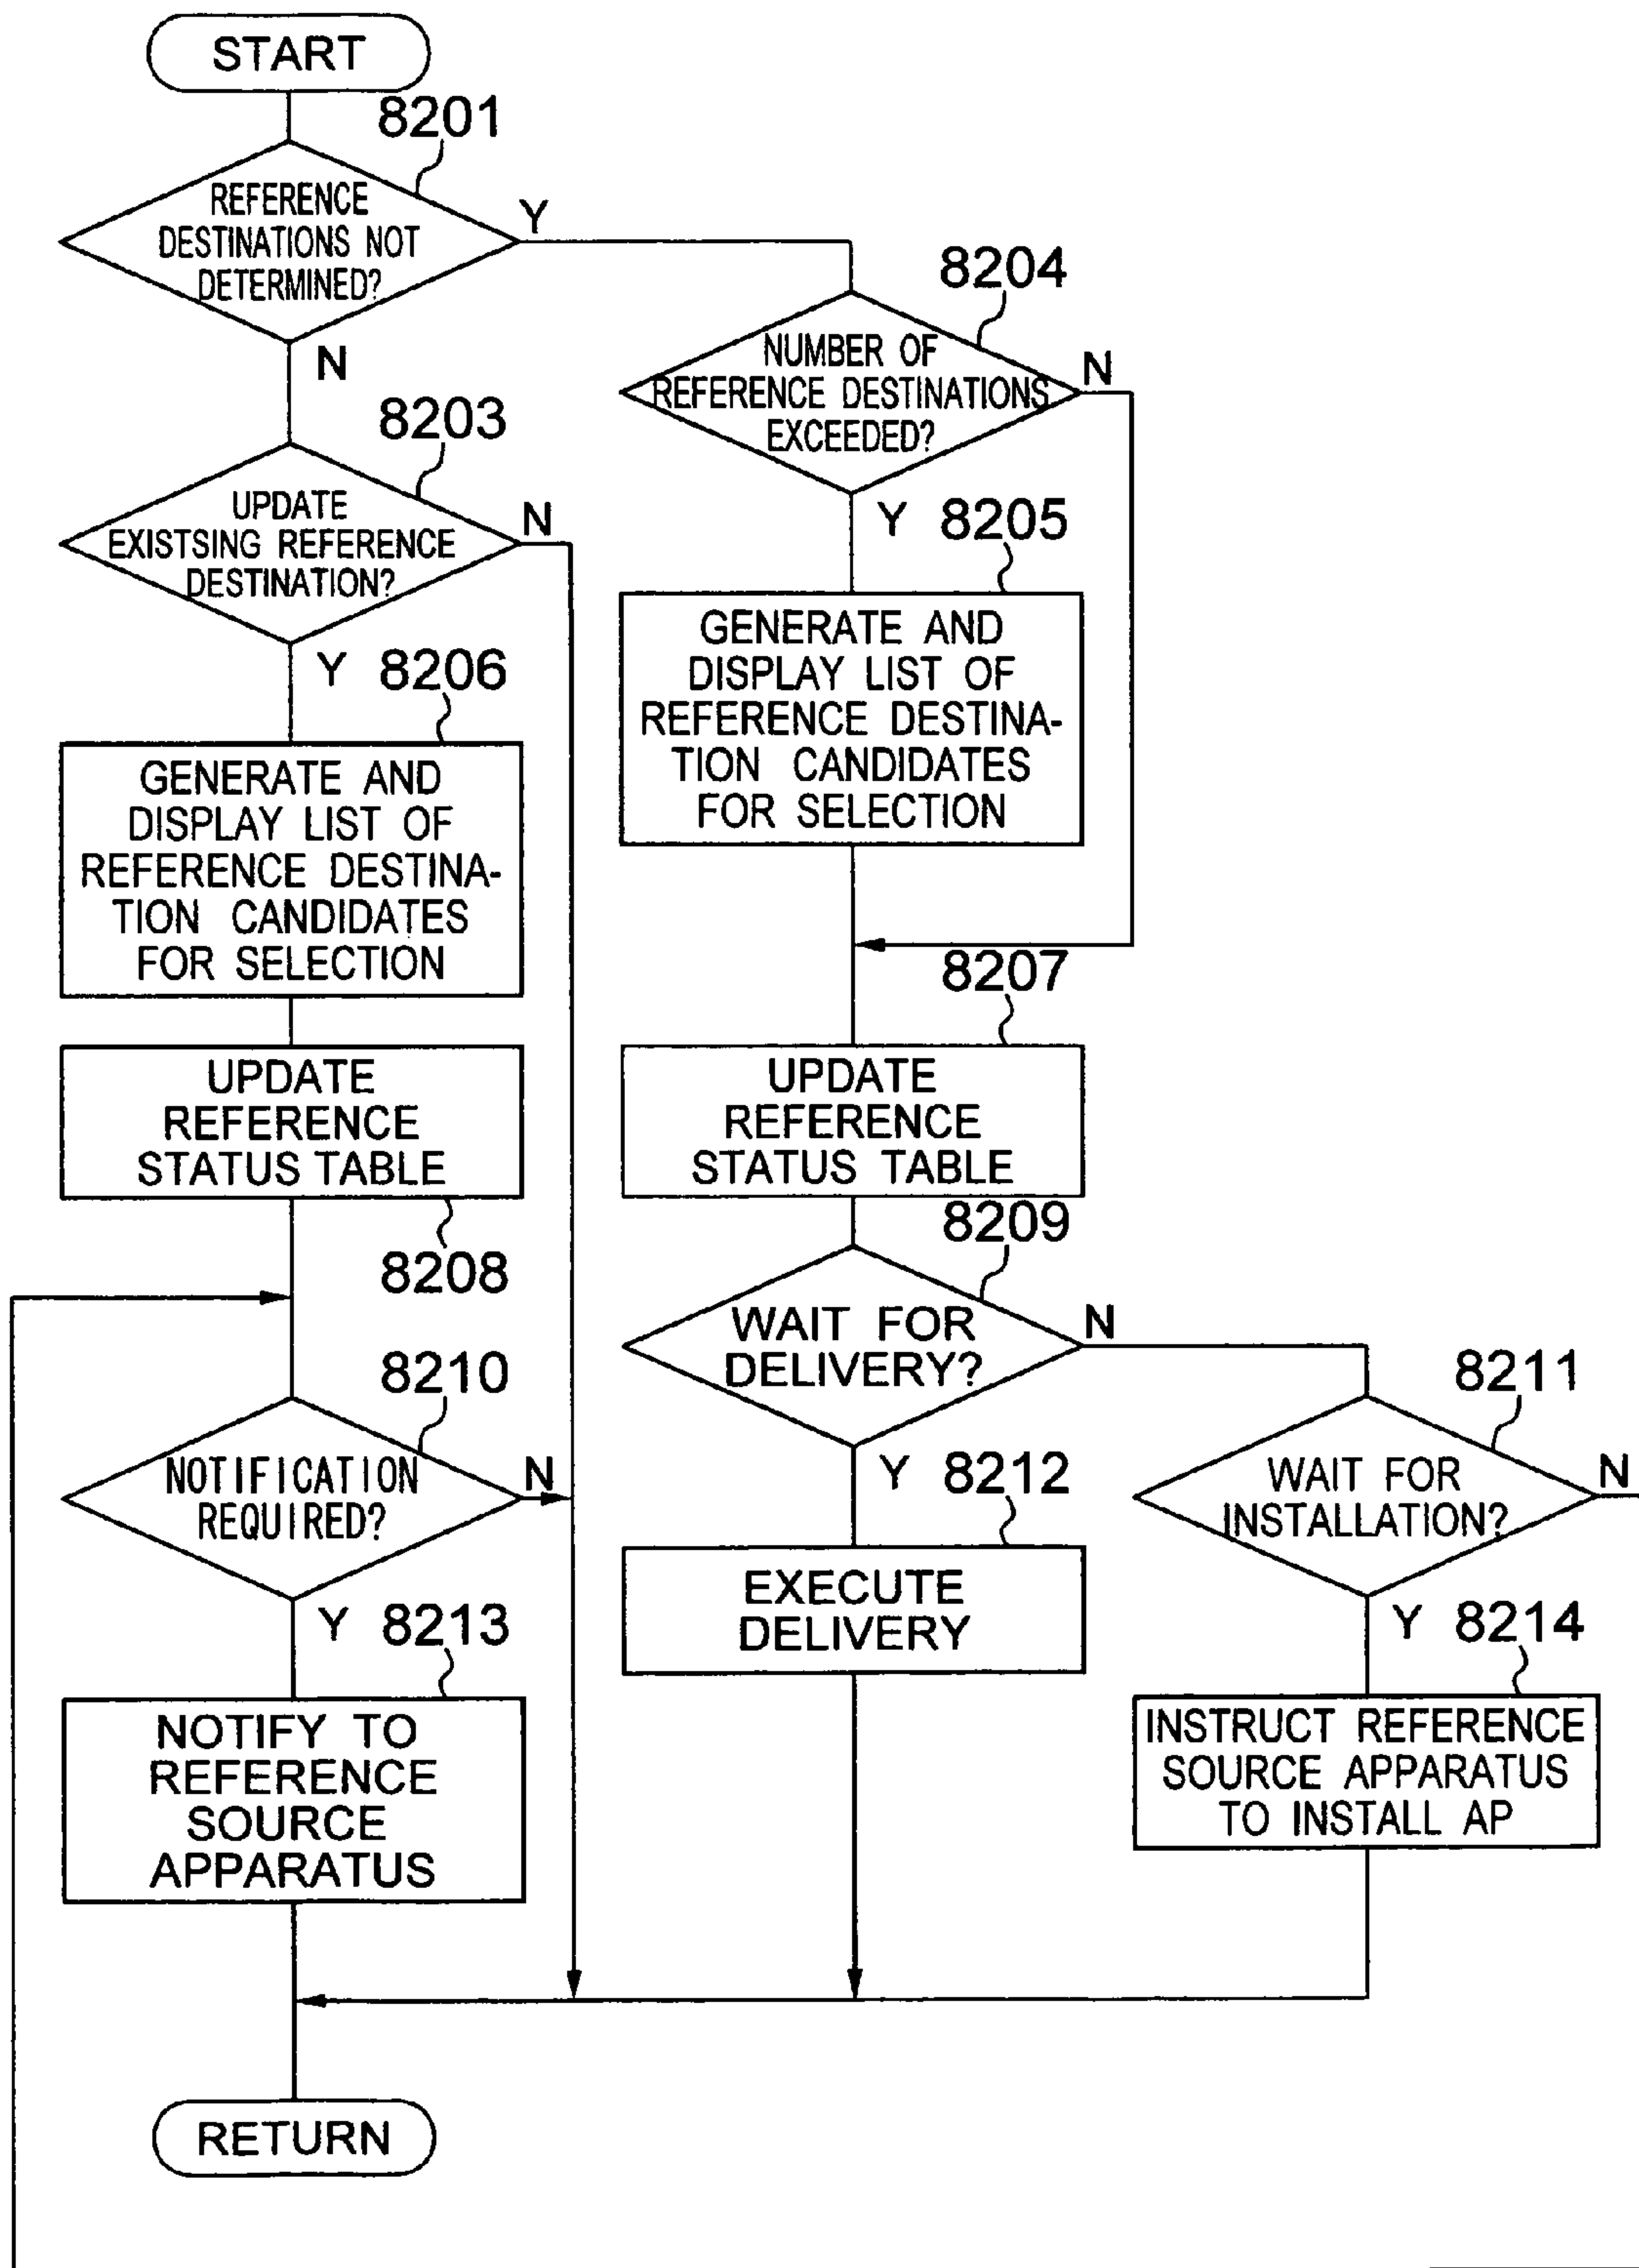 START
8201
REFERENCE
DESTINATIONS NOT
DETERMINED?
Y
N
8204
NUMBER OF
REFERENCE DESTINATIONS
EXCEEDED?
N
Y
8203
UPDATE
EXISTSING REFERENCE
DESTINATION?
N
Y
8205
GENERATE AND
DISPLAY LIST OF
REFERENCE DESTINA-
TION CANDIDATES
FOR SELECTION
8206
GENERATE AND
DISPLAY LIST OF
REFERENCE DESTINA-
TION CANDIDATES
FOR SELECTION
8207
UPDATE
REFERENCE
STATUS TABLE
UPDATE
REFERENCE
STATUS TABLE
8208
8209
WAIT FOR
DELIVERY?
N
Y
8210
NOTIFICATION
REQUIRED?
N
Y
8211
WAIT FOR
INSTALLATION?
N
Y
8212
EXECUTE
DELIVERY
8213
NOTIFY TO
REFERENCE
SOURCE
APPARATUS
8214
INSTRUCT REFERENCE
SOURCE APPARATUS
TO INSTALL AP
RETURN